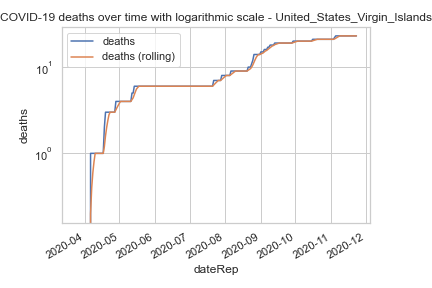 COVID-19 deaths over time with logarithmic scale - United_States_Virgin_Islands
deaths
deaths (rolling)
10¹
10⁰
deaths
2020-04
2020-05
2020-06
2020-07
2020-08
2020-09
2020-10
2020-11
2020-12
dateRep